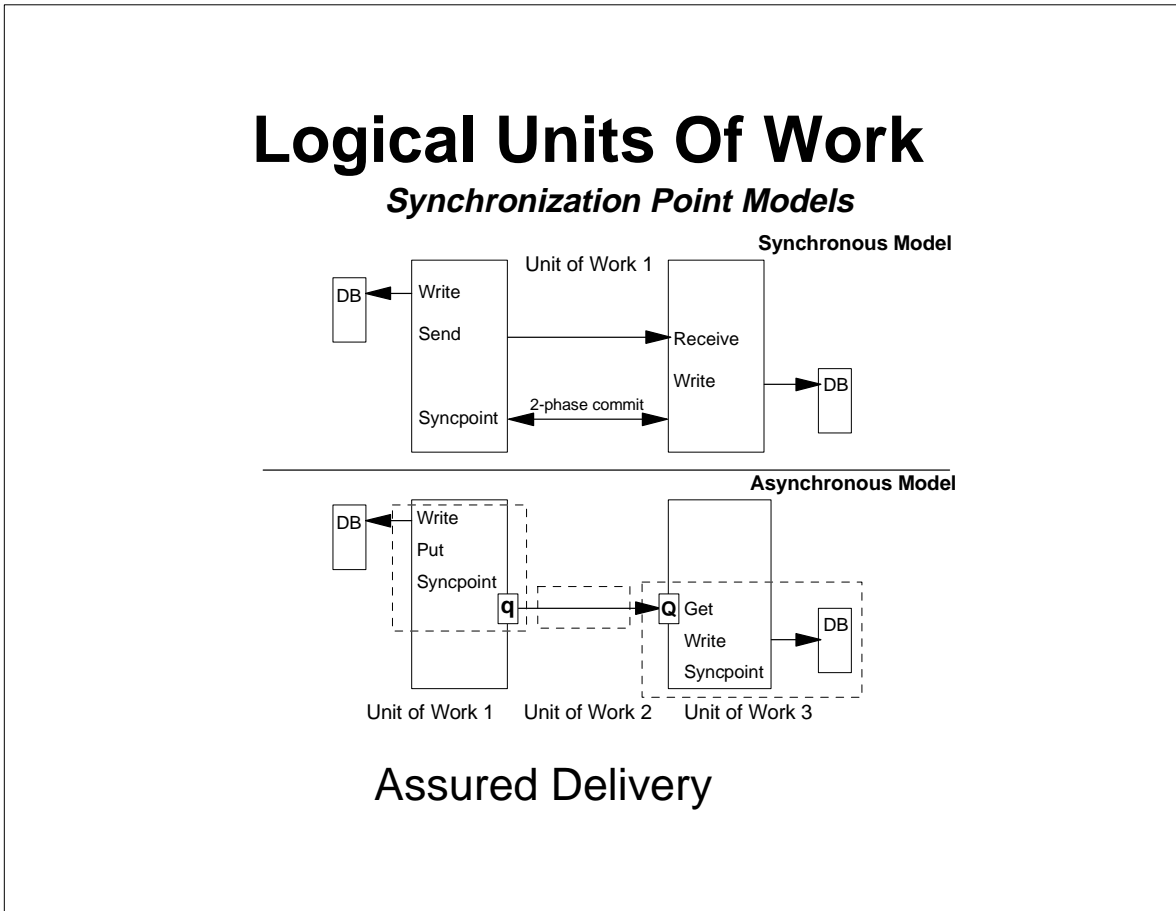 Logical Units Of Work
Synchronization Point Models
Synchronous Model
Unit of Work 1
DB
Write
Send
Receive
Write
DB
2-phase commit
Syncpoint
Asynchronous Model
DB
Write
Put
Syncpoint
q
Q
Get
Write
Syncpoint
DB
Unit of Work 1
Unit of Work 2
Unit of Work 3
Assured Delivery